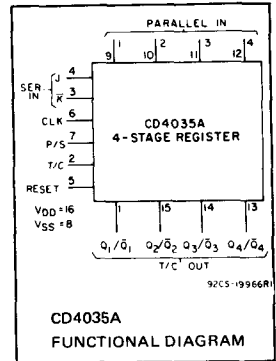 PARALLEL IN
1 2 3 4
9 10 11 12
SER IN
J 4
K̅ 3
CLK 6
P/S 7
T/C 2
RESET 5
VDD = 16
VSS = 8
CD4035A
4-STAGE REGISTER
1 15 14 13
Q1/Q̅1 Q2/Q̅2 Q3/Q̅3 Q4/Q̅4
T/C OUT
92CS-19966R1
CD4035A
FUNCTIONAL DIAGRAM